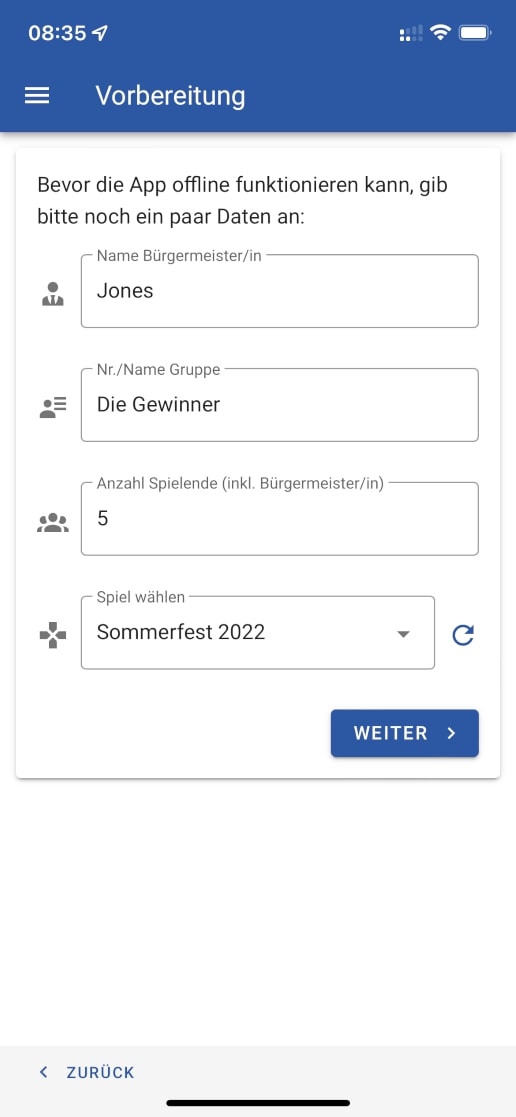 08:35
Vorbereitung
Bevor die App offline funktionieren kann, gib
bitte noch ein paar Daten an:
Name Bürgermeister/in
Jones
Nr./Name Gruppe
Die Gewinner
Anzahl Spielende (inkl. Bürgermeister/in)
5
Spiel wählen
Sommerfest 2022
WEITER
ZURÜCK